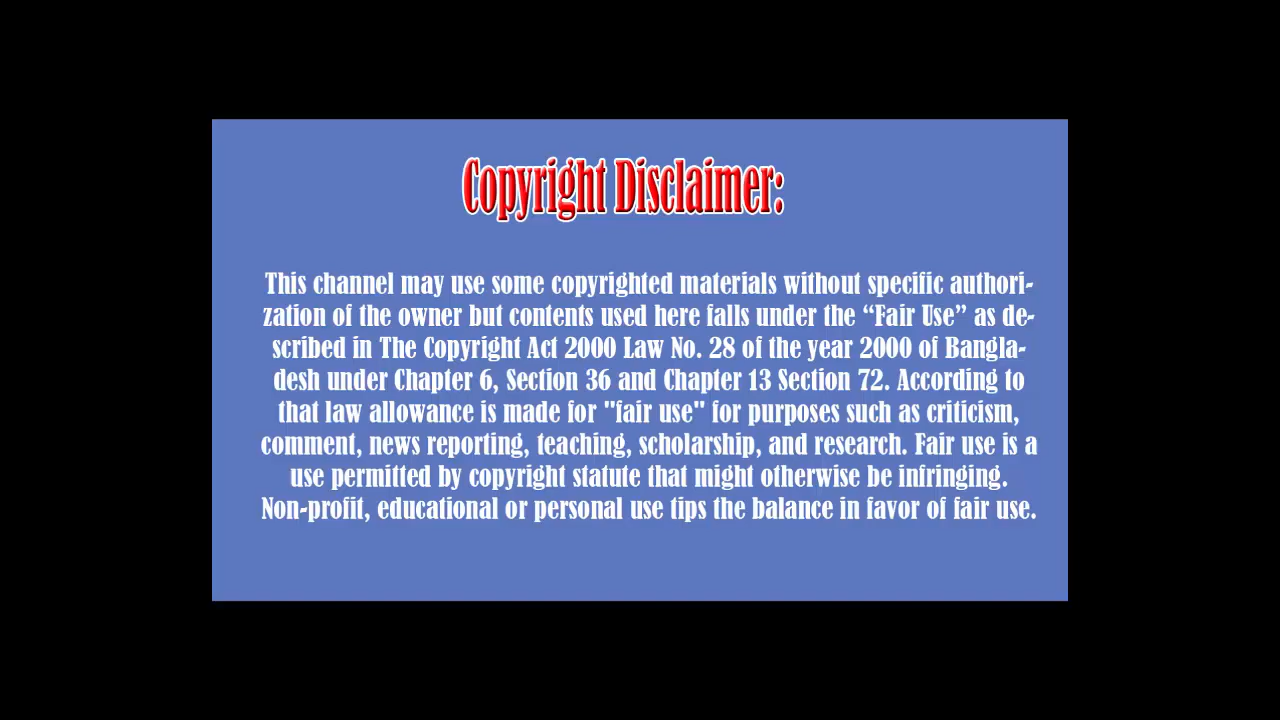 Copyright Disclaimer:
This channel may use some copyrighted materials without specific authori-
zation of the owner but contents used here falls under the “Fair Use” as de-
scribed in The Copyright Act 2000 Law No. 28 of the year 2000 of Bangla-
desh under Chapter 6, Section 36 and Chapter 13 Section 72. According to
that law allowance is made for "fair use" for purposes such as criticism,
comment, news reporting, teaching, scholarship, and research. Fair use is a
use permitted by copyright statute that might otherwise be infringing.
Non-profit, educational or personal use tips the balance in favor of fair use.